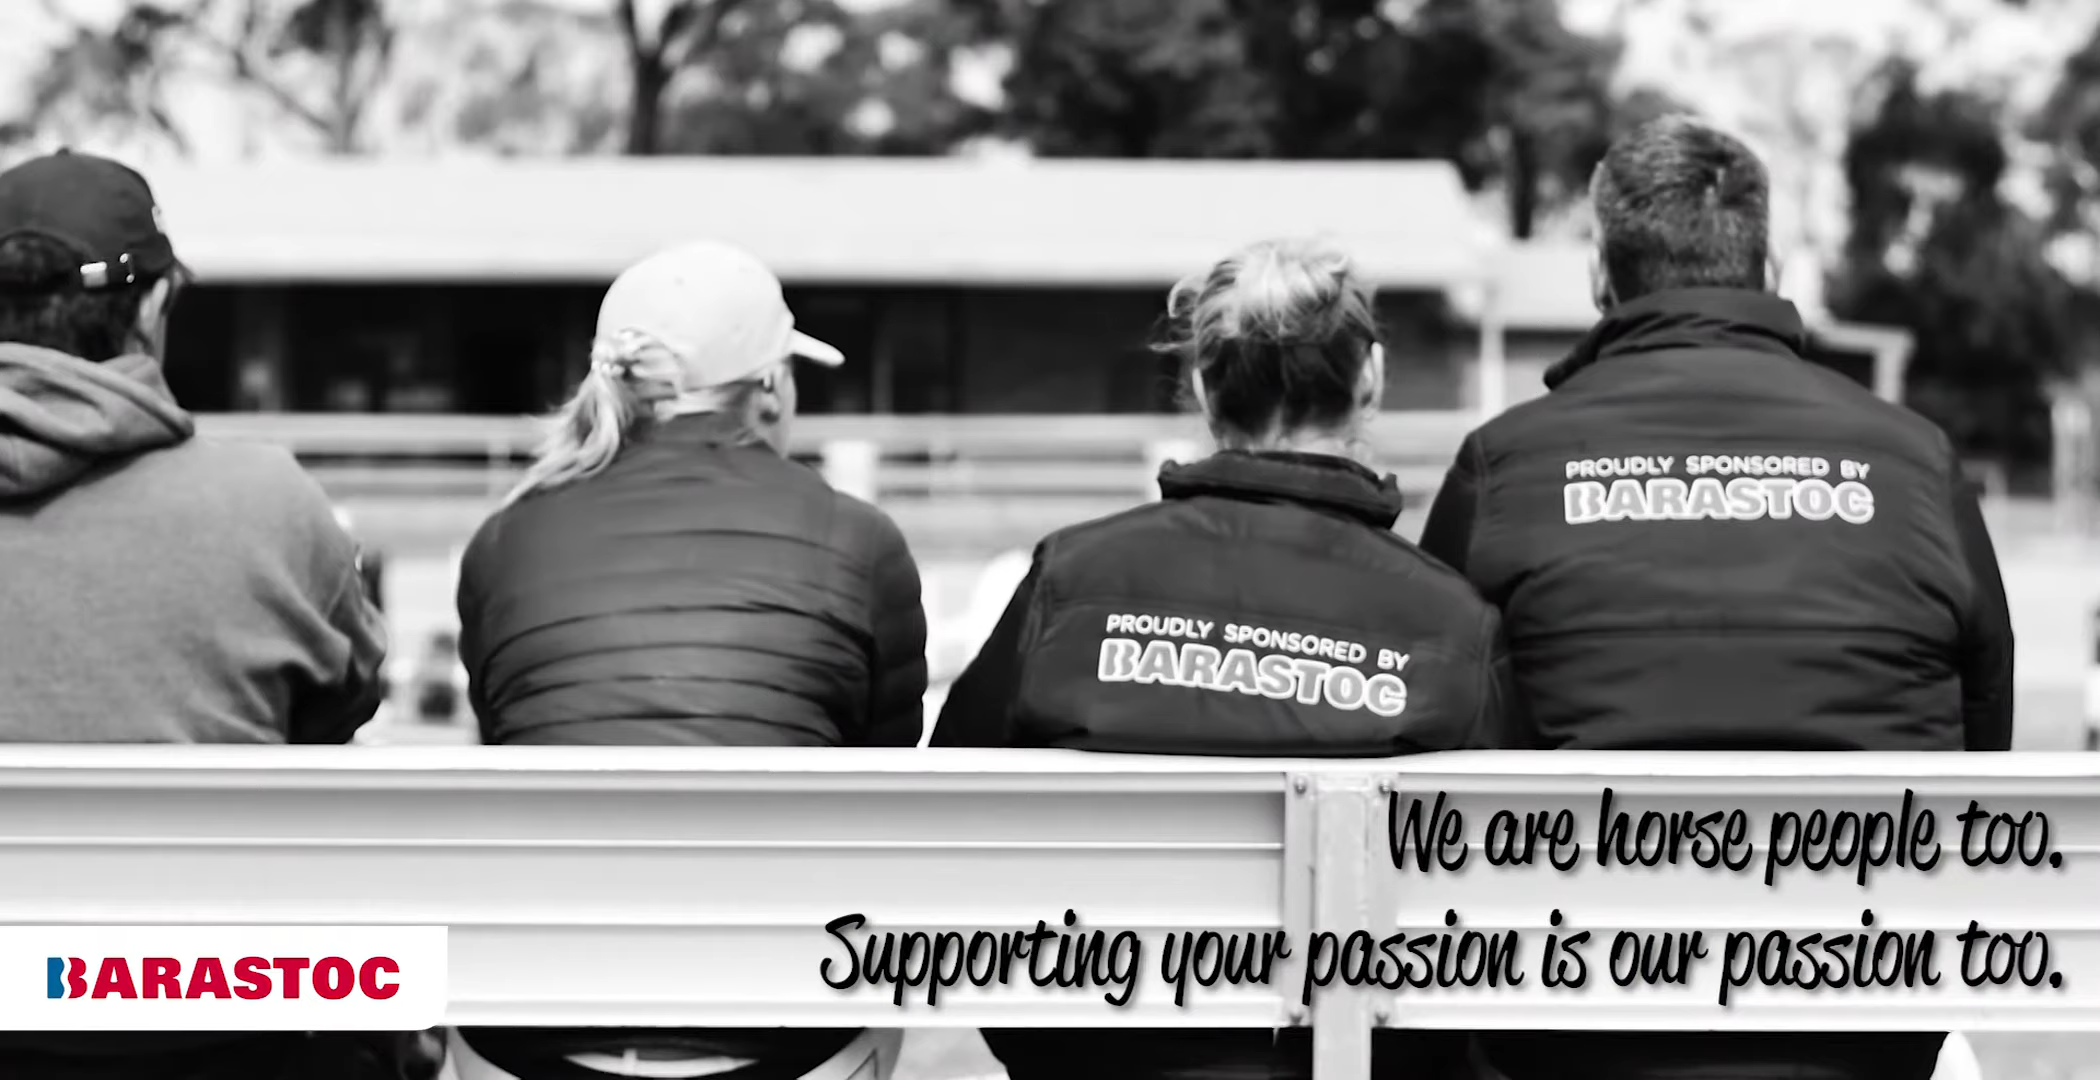 PROUDLY SPONSORED BY
BARASTOC
PROUDLY SPONSORED BY
BARASTOC
We are horse people too.
Supporting your passion is our passion too.
BARASTOC